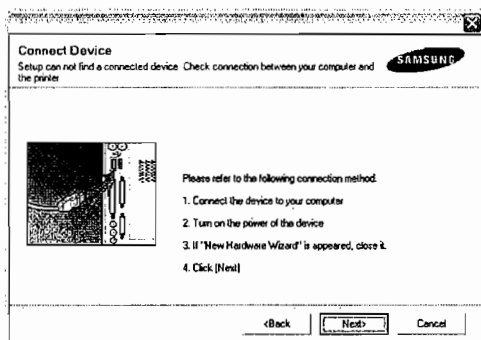 Connect Device
Setup can not find a connected device Check connection between your computer and
the printer
SAMSUNG
Please refer to the following connection method.
1. Connect the device to your computer
2. Turn on the power of the device
3. If "New Hardware Wizard" is appeared, close it.
4. Click [Next]
<Back
Next>
Cancel